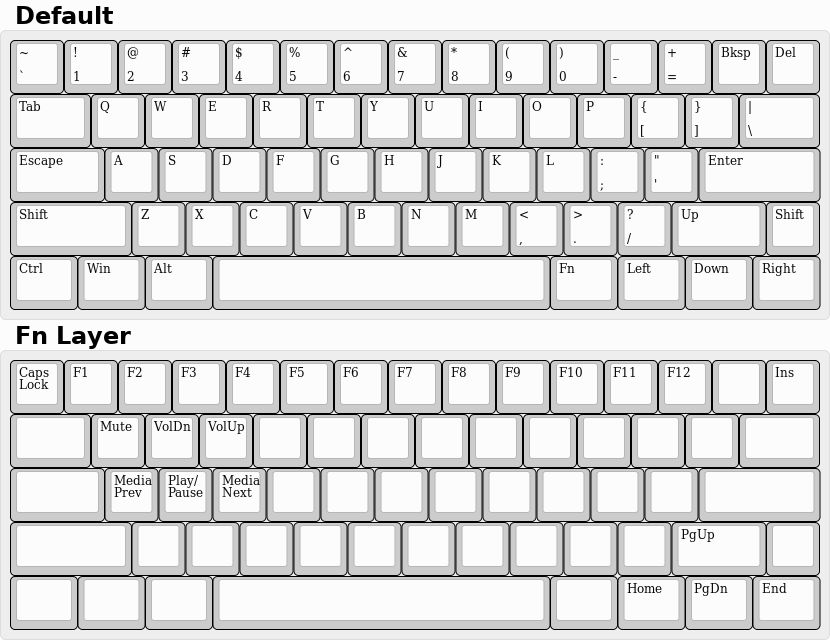 Default
~ ! @ # $ % ^ & * ( ) _ + Bksp Del
` 1 2 3 4 5 6 7 8 9 0 - =
Tab Q W E R T Y U I O P { } |
[ ] \
Escape A S D F G H J K L : " Enter
; '
Shift Z X C V B N M < > ? Up Shift
, . /
Ctrl Win Alt Fn Left Down Right
Fn Layer
Caps F1 F2 F3 F4 F5 F6 F7 F8 F9 F10 F11 F12 Ins
Lock
Mute VolDn VolUp
Media Play/ Media
Prev Pause Next
PgUp
Home PgDn End